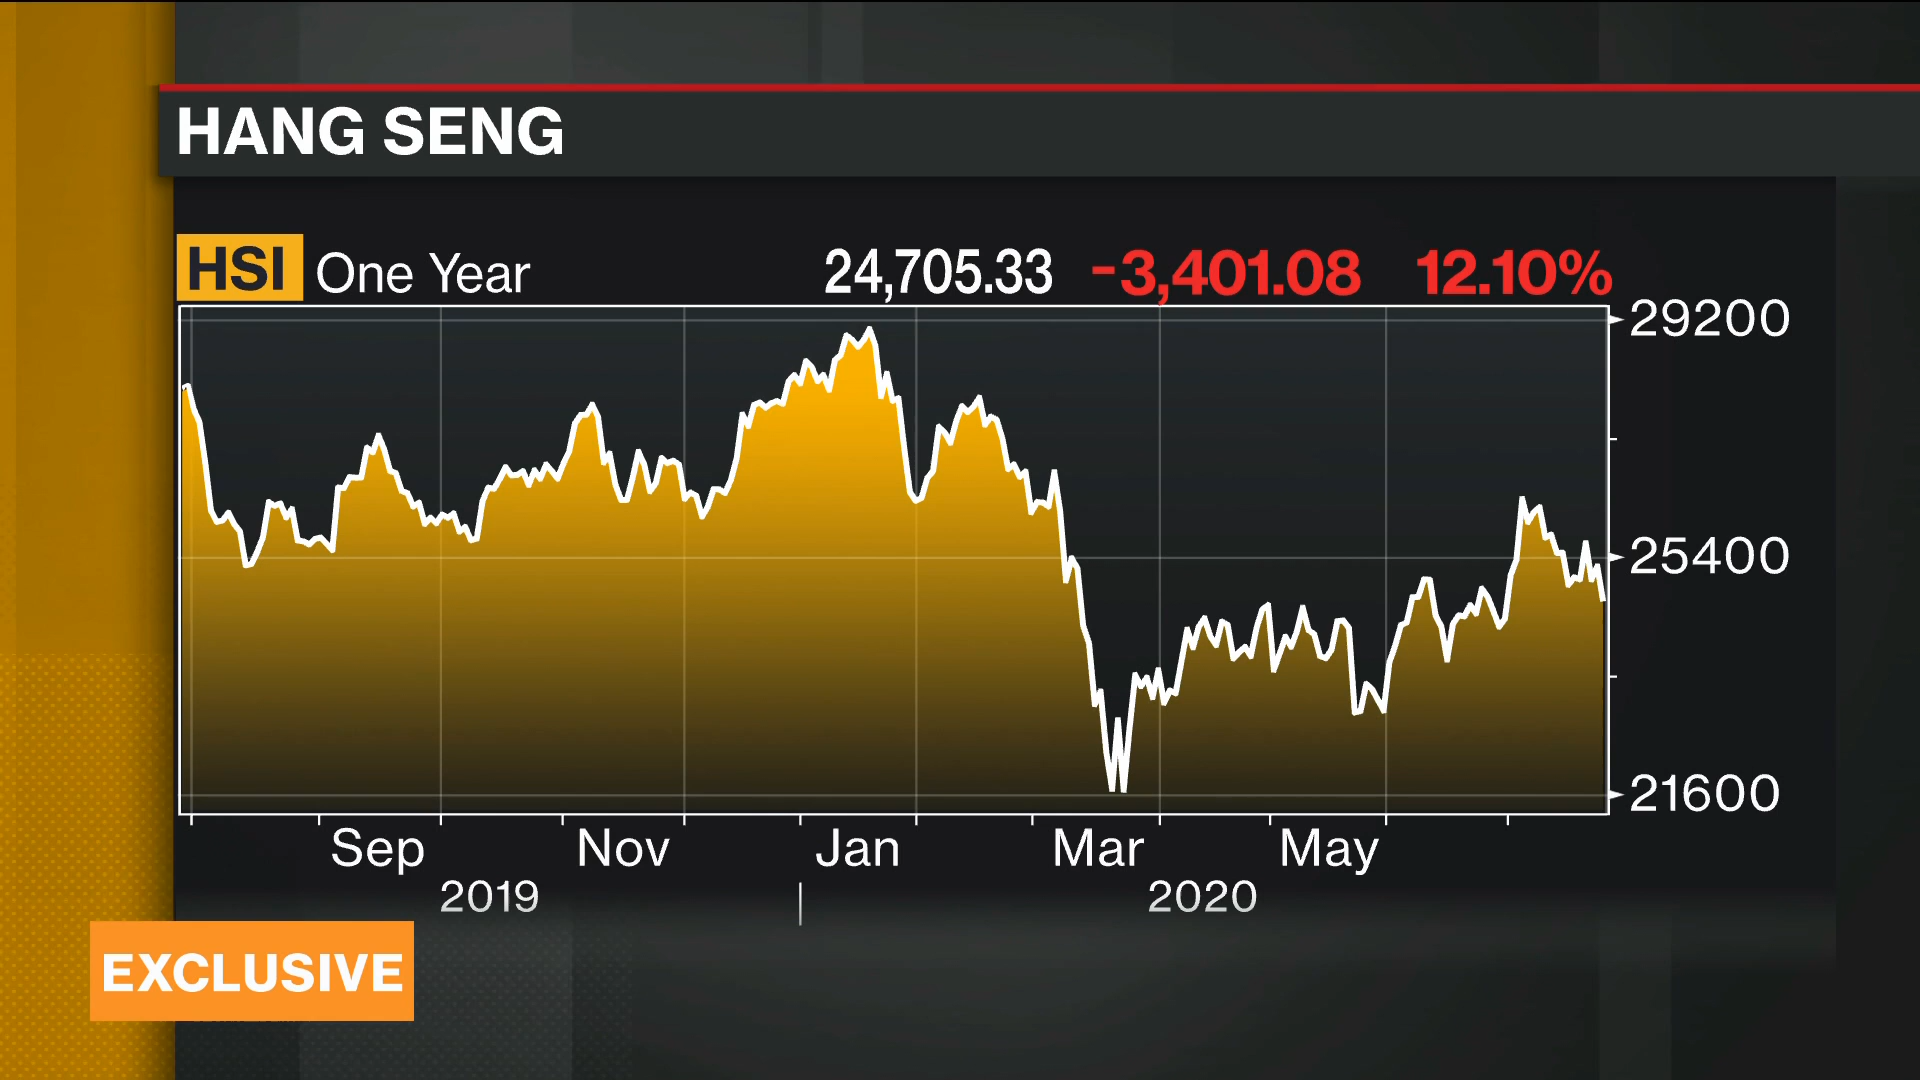 HANG SENG
HSI One Year 24,705.33 -3,401.08 12.10%
29200
25400
21600
Sep Nov Jan Mar May
2019 2020
EXCLUSIVE